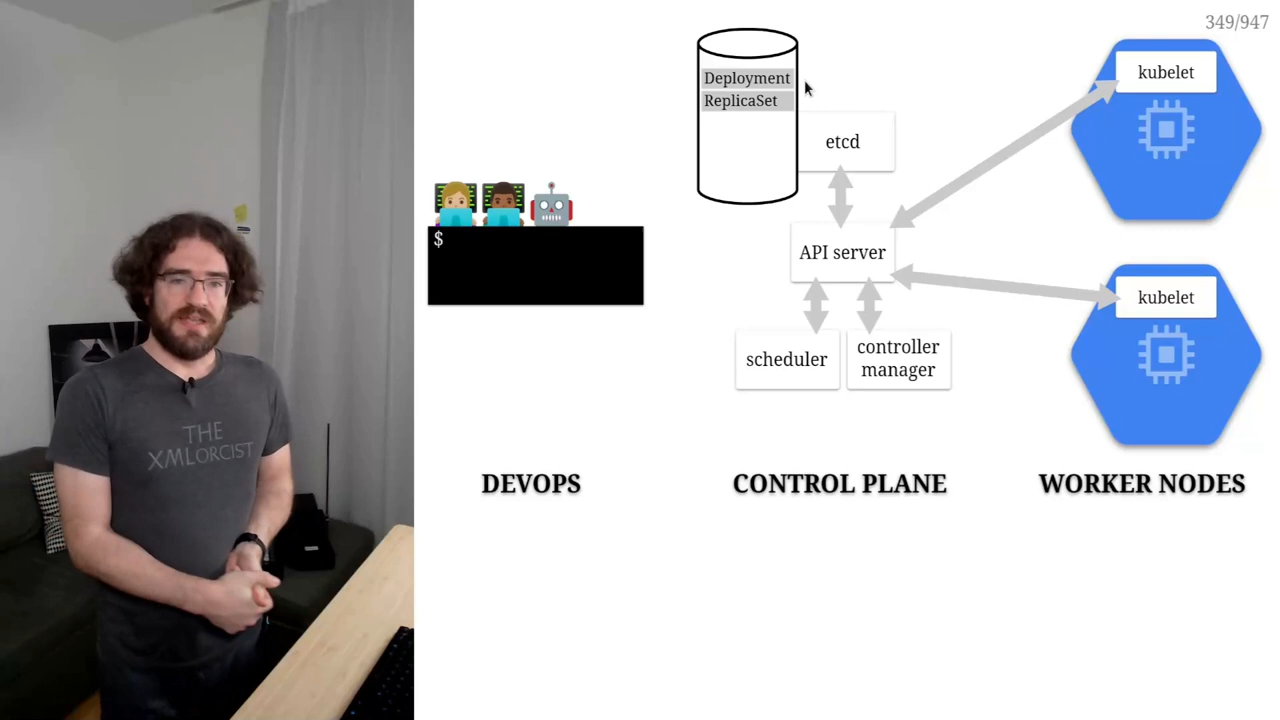 349/947
Deployment
ReplicaSet
kubelet
etcd
$
API server
kubelet
scheduler
controller
manager
THE
XMLORCIST
DEVOPS
CONTROL PLANE
WORKER NODES